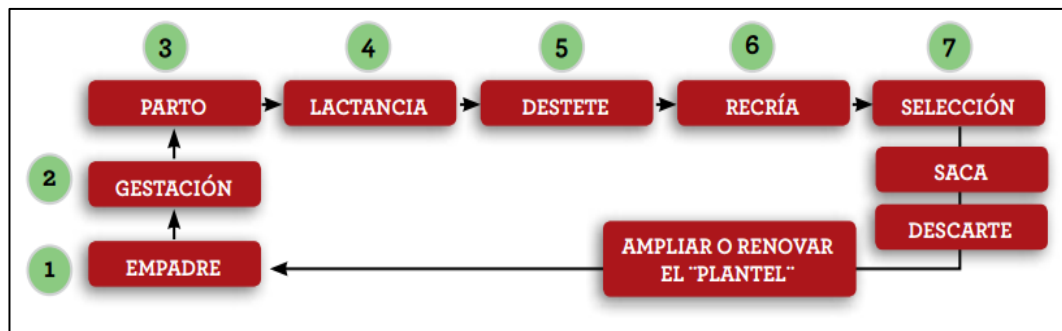 3
4
5
6
7
PARTO
LACTANCIA
DESTETE
RECRÍA
SELECCIÓN
2
GESTACIÓN
SACA
DESCARTE
1
EMPADRE
AMPLIAR O RENOVAR
EL ¨PLANTEL¨